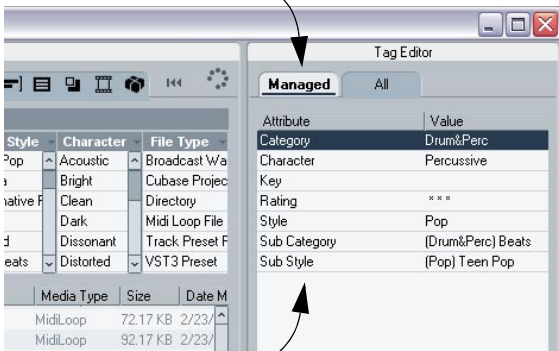 Tag Editor
Managed All
Attribute Value
Category Drum&Perc
Character Percussive
Key
Rating * * *
Style Pop
Sub Category (Drum&Perc) Beats
Sub Style (Pop) Teen Pop
Style Character File Type
Pop Acoustic Broadcast Wa
Bright Cubase Projec
native F Clean Directory
Dark Midi Loop File
Dissonant Track Preset F
eats Distorted VST3 Preset
Media Type Size Date M
MidiLoop 72.17 KB 2/23/
MidiLoop 92.17 KB 2/23/